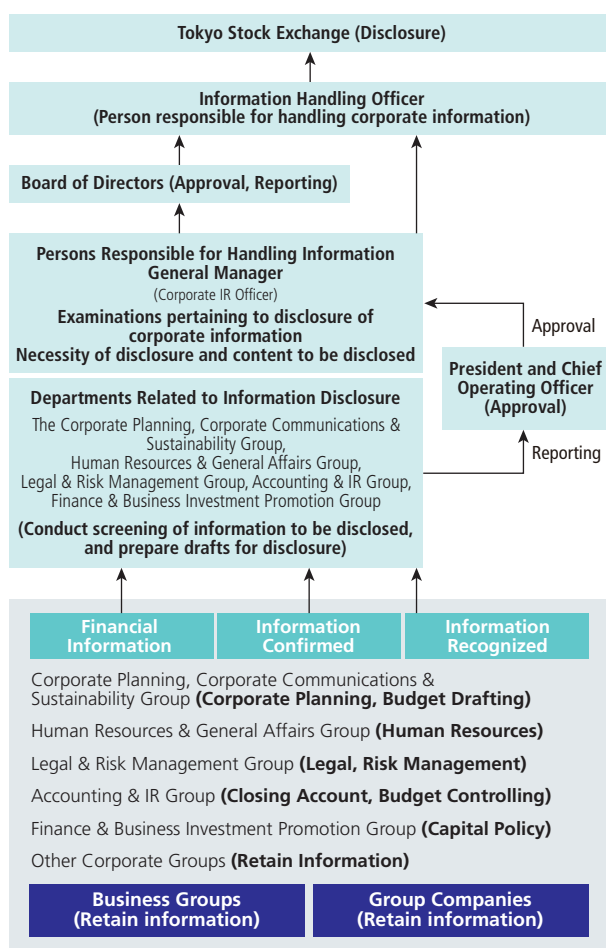 Tokyo Stock Exchange (Disclosure)
Information Handling Officer
(Person responsible for handling corporate information)
Board of Directors (Approval, Reporting)
Persons Responsible for Handling Information
General Manager
(Corporate IR Officer)
Examinations pertaining to disclosure of
corporate information
Necessity of disclosure and content to be disclosed
Approval
President and Chief
Operating Officer
(Approval)
Reporting
Departments Related to Information Disclosure
The Corporate Planning, Corporate Communications &
Sustainability Group,
Human Resources & General Affairs Group,
Legal & Risk Management Group, Accounting & IR Group,
Finance & Business Investment Promotion Group
(Conduct screening of information to be disclosed,
and prepare drafts for disclosure)
Financial
Information
Information
Confirmed
Information
Recognized
Corporate Planning, Corporate Communications &
Sustainability Group (Corporate Planning, Budget Drafting)
Human Resources & General Affairs Group (Human Resources)
Legal & Risk Management Group (Legal, Risk Management)
Accounting & IR Group (Closing Account, Budget Controlling)
Finance & Business Investment Promotion Group (Capital Policy)
Other Corporate Groups (Retain Information)
Business Groups
(Retain information)
Group Companies
(Retain information)